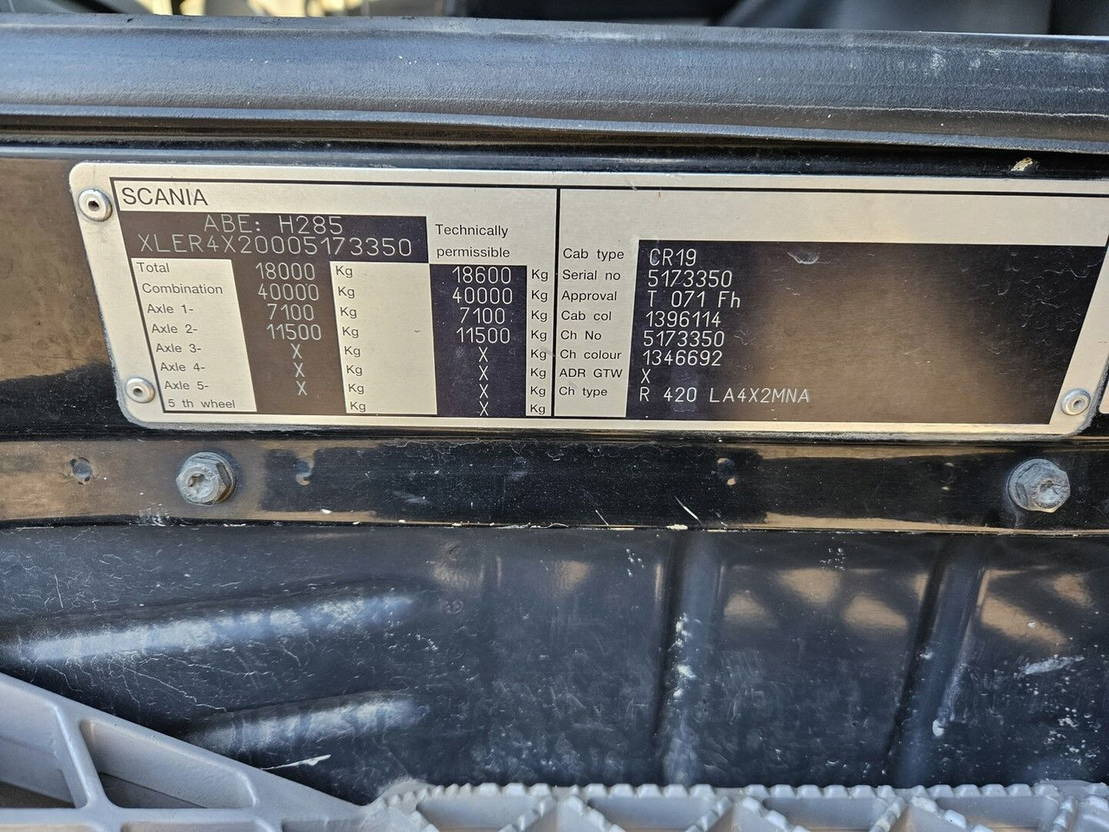 SCANIA
ABE: H285
XLER4X20005173350
Technically
permissible
Total 18000 Kg 18600 Kg
Combination 40000 Kg 40000 Kg
Axle 1- 7100 Kg 7100 Kg
Axle 2- 11500 Kg 11500 Kg
Axle 3- X Kg X Kg
Axle 4- X Kg X Kg
Axle 5- X Kg X Kg
5 th wheel Kg X Kg
Cab type CR19
Serial no 5173350
Approval T 071 Fh
Cab col 1396114
Ch No 5173350
Ch colour 1346692
ADR GTW X
Ch type R 420 LA4X2MNA